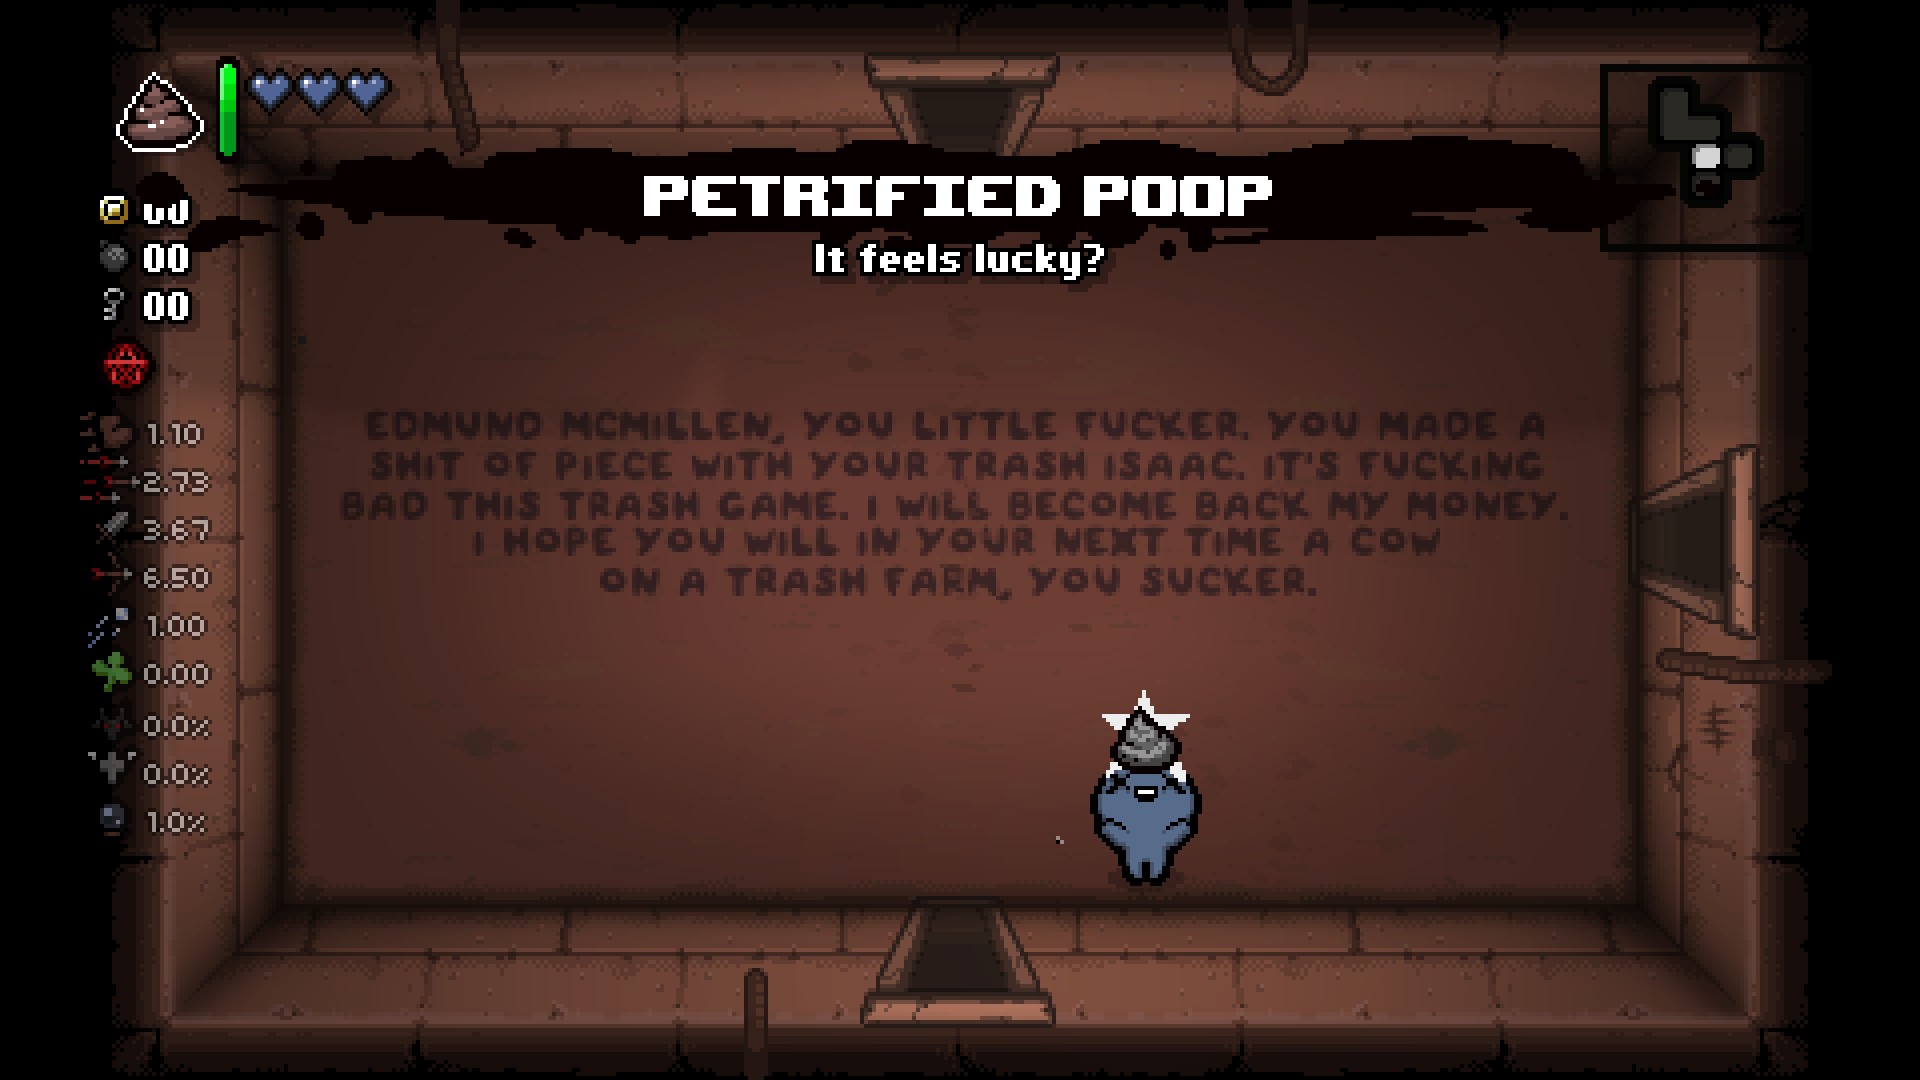 PETRIFIED POOP
It feels lucky?
00
00
EDMUND MCMILLEN, YOU LITTLE FUCKER. YOU MADE A
SHIT OF PIECE WITH YOUR TRASH ISAAC. IT'S FUCKING
BAD THIS TRASH GAME. I WILL BECOME BACK MY MONEY.
I HOPE YOU WILL IN YOUR NEXT TIME A COW
ON A TRASH FARM, YOU SUCKER.
1.10
2.73
3.67
6.50
1.00
0.00
0.0%
0.0%
1.0%